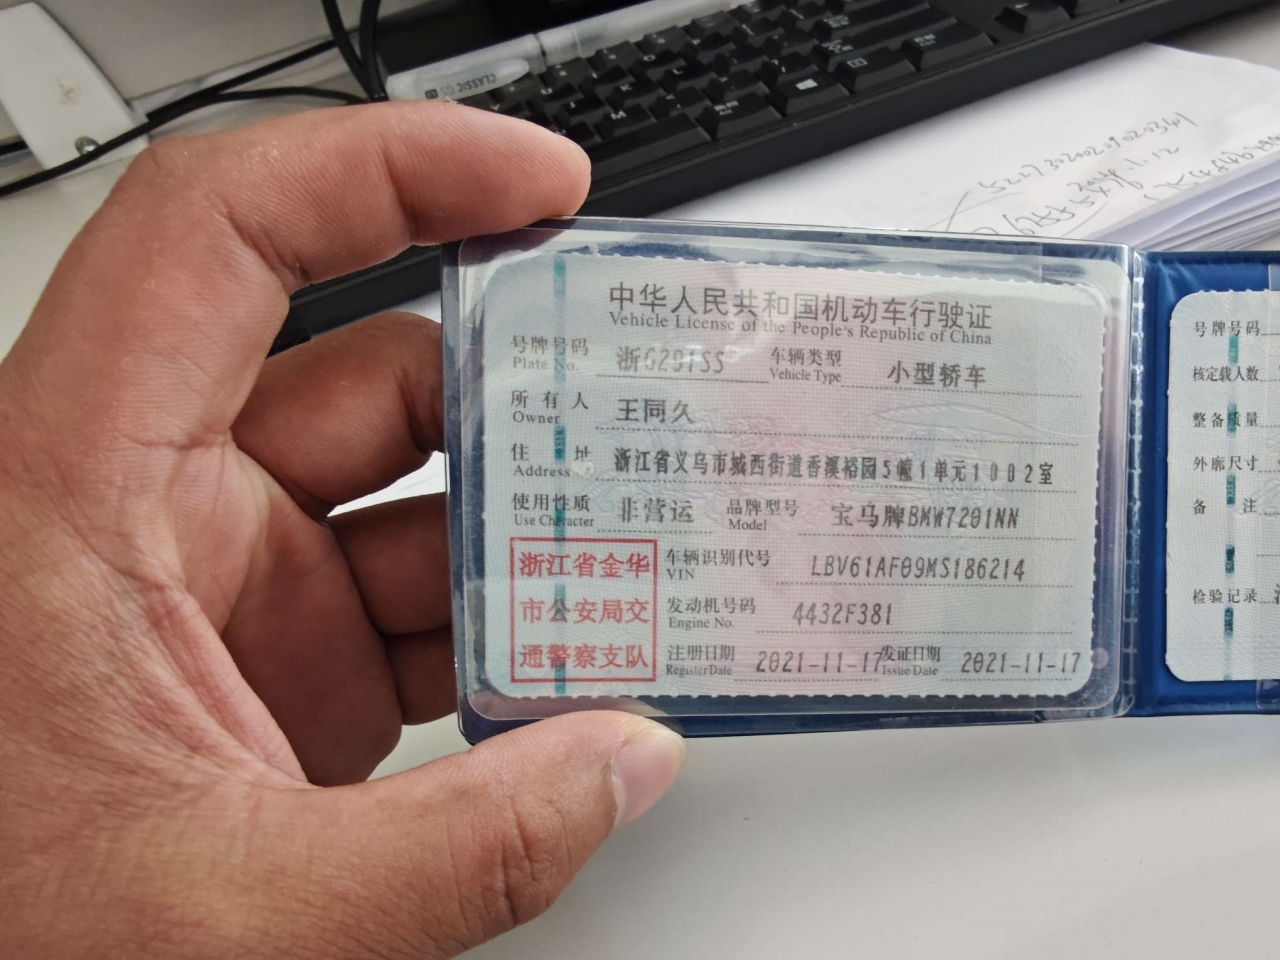 CLASSIC GS
522730200209020341
中华人民共和国机动车行驶证
Vehicle License of the People's Republic of China
号牌号码 浙G291SS 车辆类型 小型轿车
Plate No. Vehicle Type
所有人 王同久
Owner
住址 浙江省义乌市城西街道香溪裕园5幢1单元1002室
Address
使用性质 非营运 品牌型号 宝马牌BMW7201NN
Use Character Model
浙江省金华
市公安局交
通警察支队
车辆识别代号 LBV61AF09MS186214
VIN
发动机号码 4432F381
Engine No.
注册日期 2021-11-17 发证日期 2021-11-17
Register Date Issue Date
号牌号码
核定载人数
整备质量
外廓尺寸
备注
检验记录